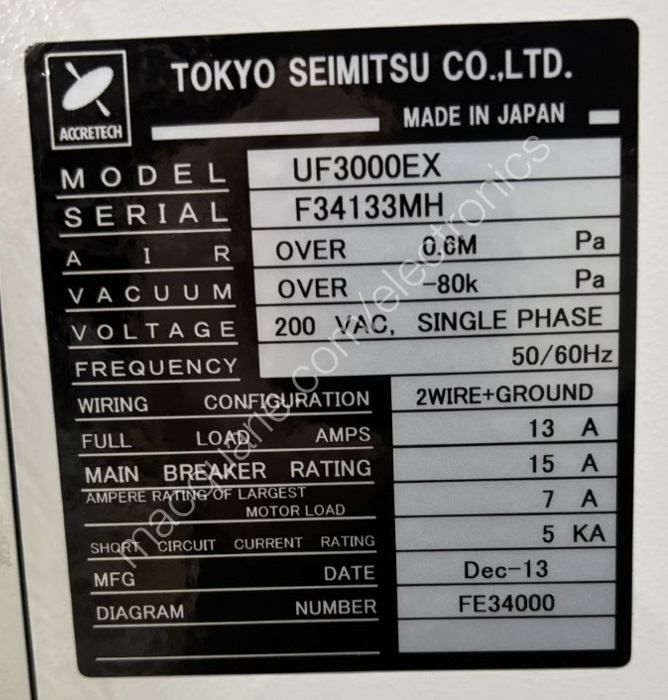 TOKYO SEIMITSU CO.,LTD.
ACCRETECH
MADE IN JAPAN
MODEL UF3000EX
SERIAL F34133MH
AIR OVER 0.6M Pa
VACUUM OVER -80k Pa
VOLTAGE 200 VAC, SINGLE PHASE
FREQUENCY 50/60Hz
WIRING CONFIGURATION 2WIRE+GROUND
FULL LOAD AMPS 13 A
MAIN BREAKER RATING 15 A
AMPERE RATING OF LARGEST
MOTOR LOAD 7 A
SHORT CIRCUIT CURRENT RATING 5 KA
MFG DATE Dec-13
DIAGRAM NUMBER FE34000
macquarie.com/electronics